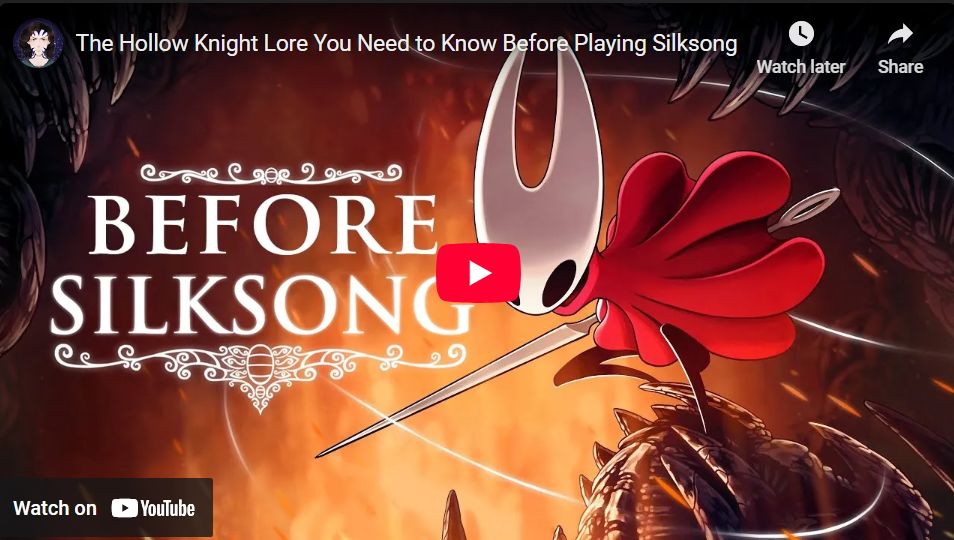 The Hollow Knight Lore You Need to Know Before Playing Silksong
Watch later
Share
BEFORE
SILKSONG
Watch on YouTube